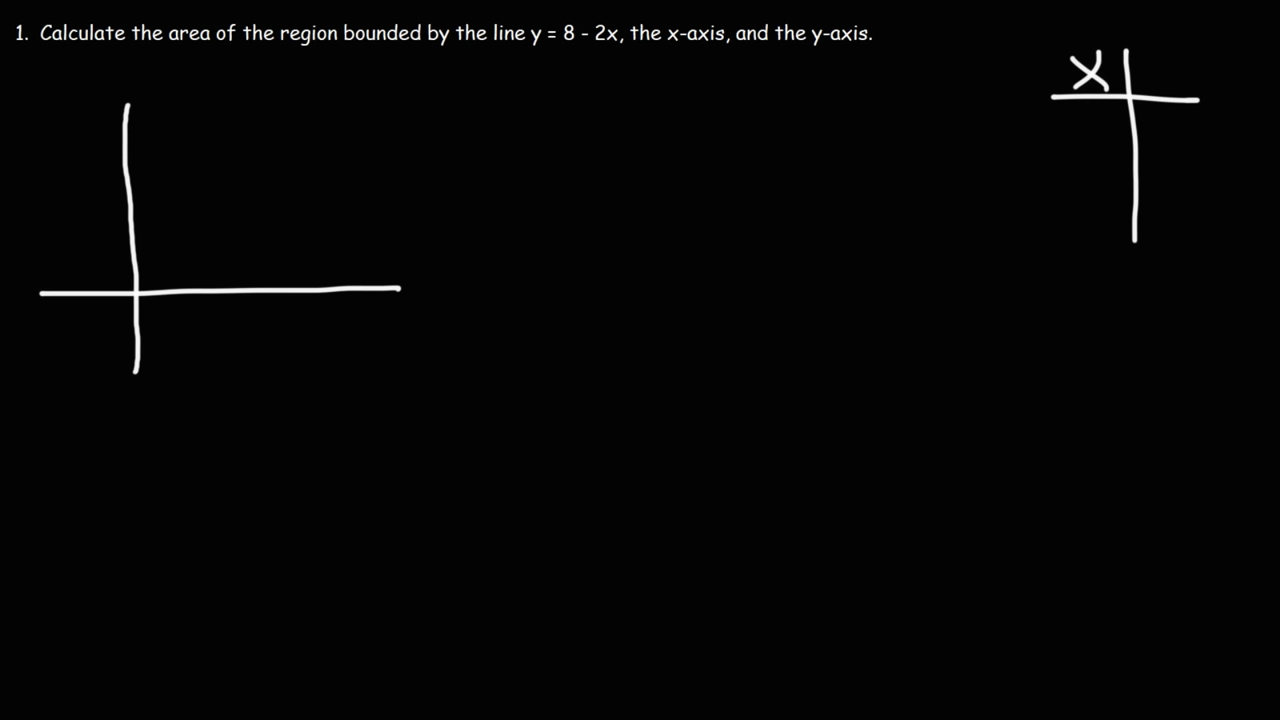 1. Calculate the area of the region bounded by the line y = 8 - 2x, the x-axis, and the y-axis.
x